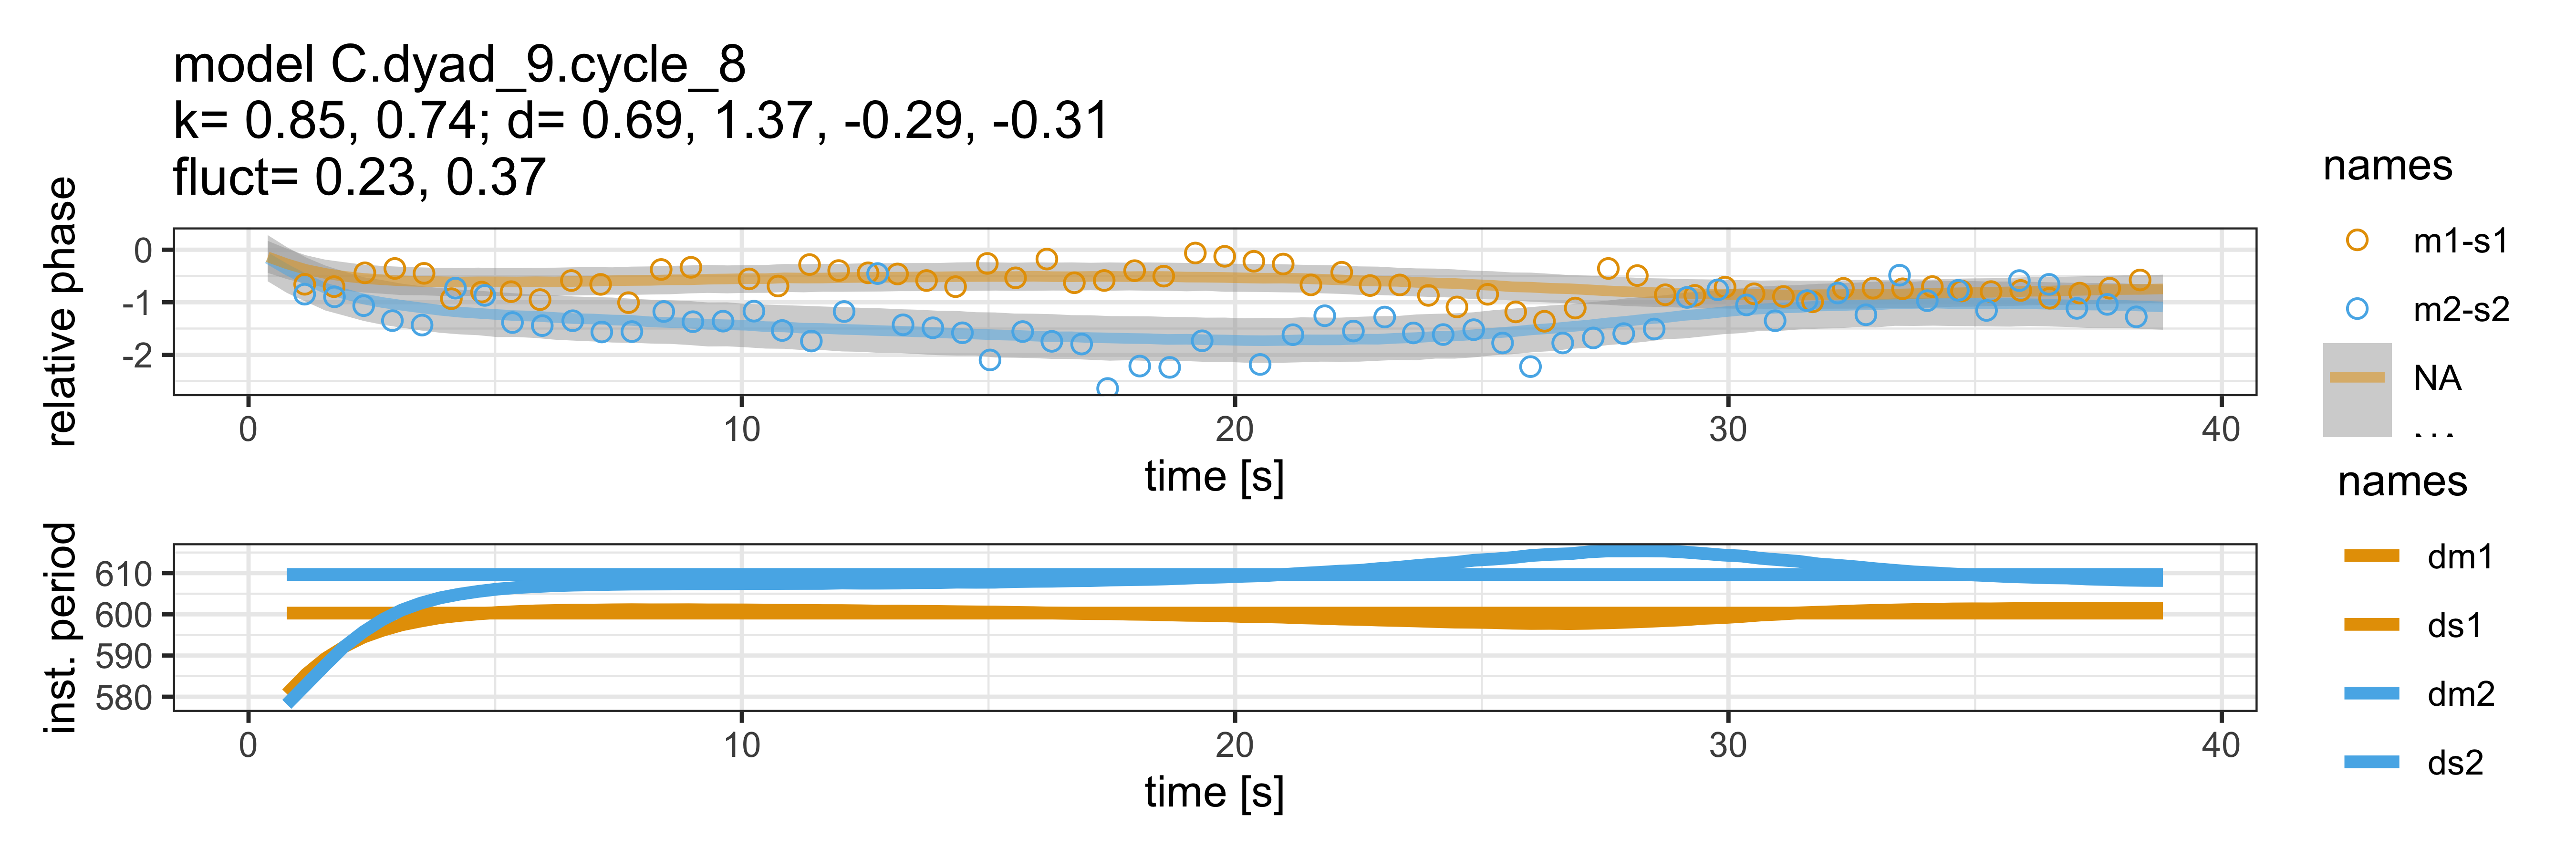 model C.dyad_9.cycle_8
k= 0.85, 0.74; d= 0.69, 1.37, -0.29, -0.31
fluct= 0.23, 0.37
relative phase
0
-1
-2
0 10 20 30 40
time [s]
names
m1-s1
m2-s2
NA
inst. period
610
600
590
580
0 10 20 30 40
time [s]
names
dm1
ds1
dm2
ds2